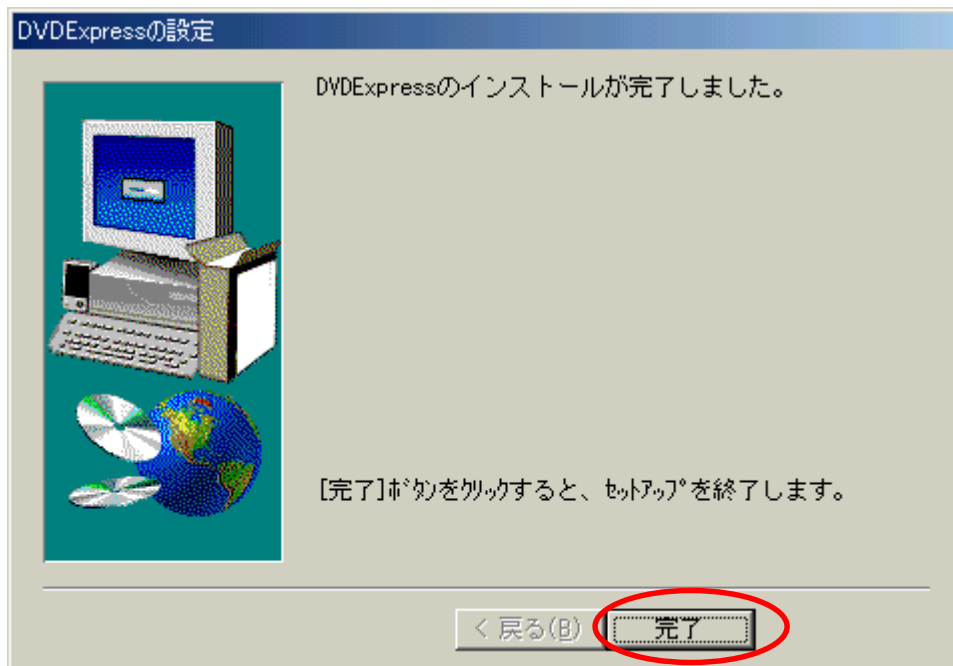 DVDExpressの設定
DVDExpressのインストールが完了しました。
[完了]ﾎﾞﾀﾝをｸﾘｯｸすると、ｾｯﾄｱｯﾌﾟを終了します。
< 戻る(B)
完了